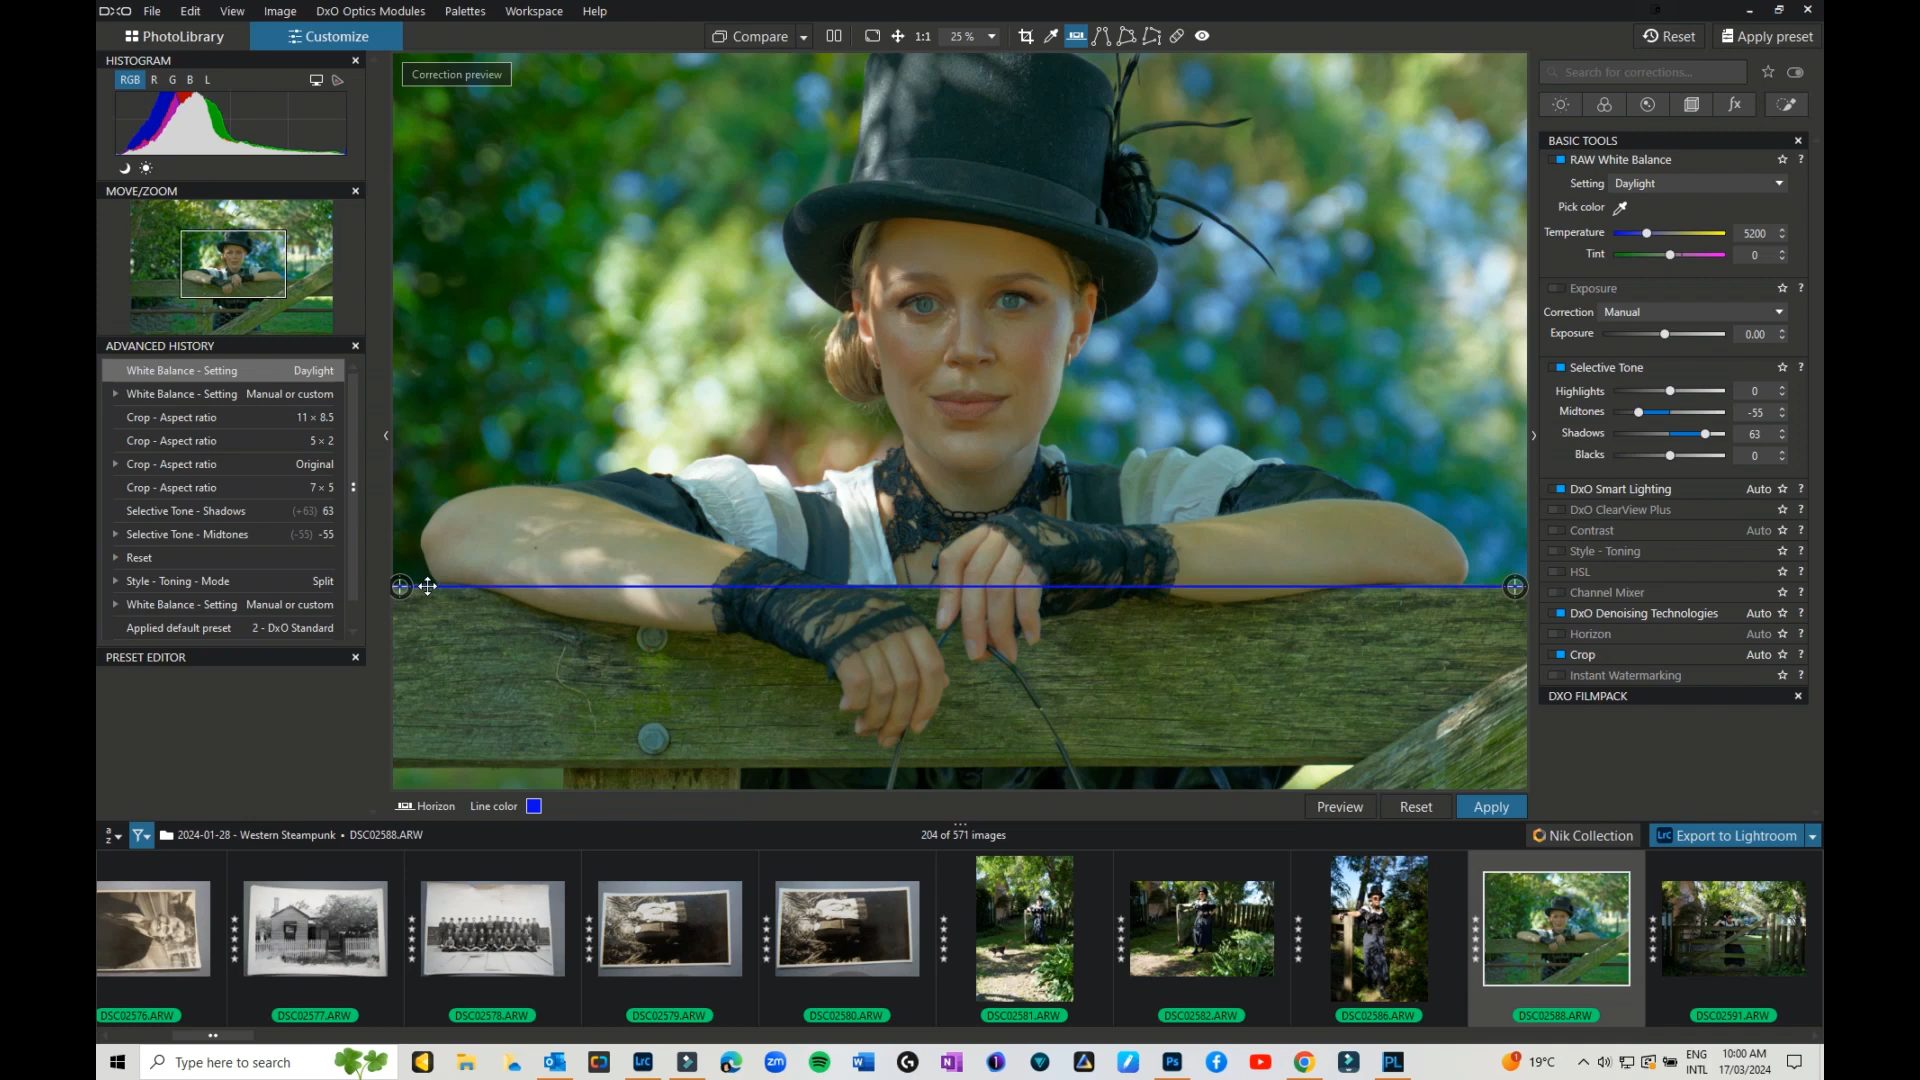 DXO File Edit View Image DxO Optics Modules Palettes Workspace Help
PhotoLibrary Customize Compare 1:1 25 % Reset Apply preset
HISTOGRAM
RGB R G B L
MOVE/ZOOM
ADVANCED HISTORY
White Balance - Setting Daylight
White Balance - Setting Manual or custom
Crop - Aspect ratio 11 × 8.5
Crop - Aspect ratio 5 × 2
Crop - Aspect ratio Original
Crop - Aspect ratio 7 × 5
Selective Tone - Shadows (+63) 63
Selective Tone - Midtones (-55) -55
Reset
Style - Toning - Mode Split
White Balance - Setting Manual or custom
Applied default preset 2 - DxO Standard
PRESET EDITOR
Correction preview
Search for corrections...
fx
BASIC TOOLS
RAW White Balance ?
Setting Daylight
Pick color
Temperature 5200
Tint 0
Exposure ?
Correction Manual
Exposure 0.00
Selective Tone ?
Highlights 0
Midtones -55
Shadows 63
Blacks 0
DxO Smart Lighting Auto ?
DxO ClearView Plus ?
Contrast Auto ?
Style - Toning ?
HSL ?
Channel Mixer ?
DxO Denoising Technologies Auto ?
Horizon Auto ?
Crop Auto ?
Instant Watermarking ?
DXO FILMPACK
Horizon Line color Preview Reset Apply
a z 2024-01-28 - Western Steampunk • DSC02588.ARW 204 of 571 images Nik Collection Lrc Export to Lightroom
DSC02576.ARW DSC02577.ARW DSC02578.ARW DSC02579.ARW DSC02580.ARW DSC02581.ARW DSC02582.ARW DSC02586.ARW DSC02588.ARW DSC02591.ARW
Type here to search Lrc zm W N Ps PL 1 19°C ENG INTL 10:00 AM 17/03/2024